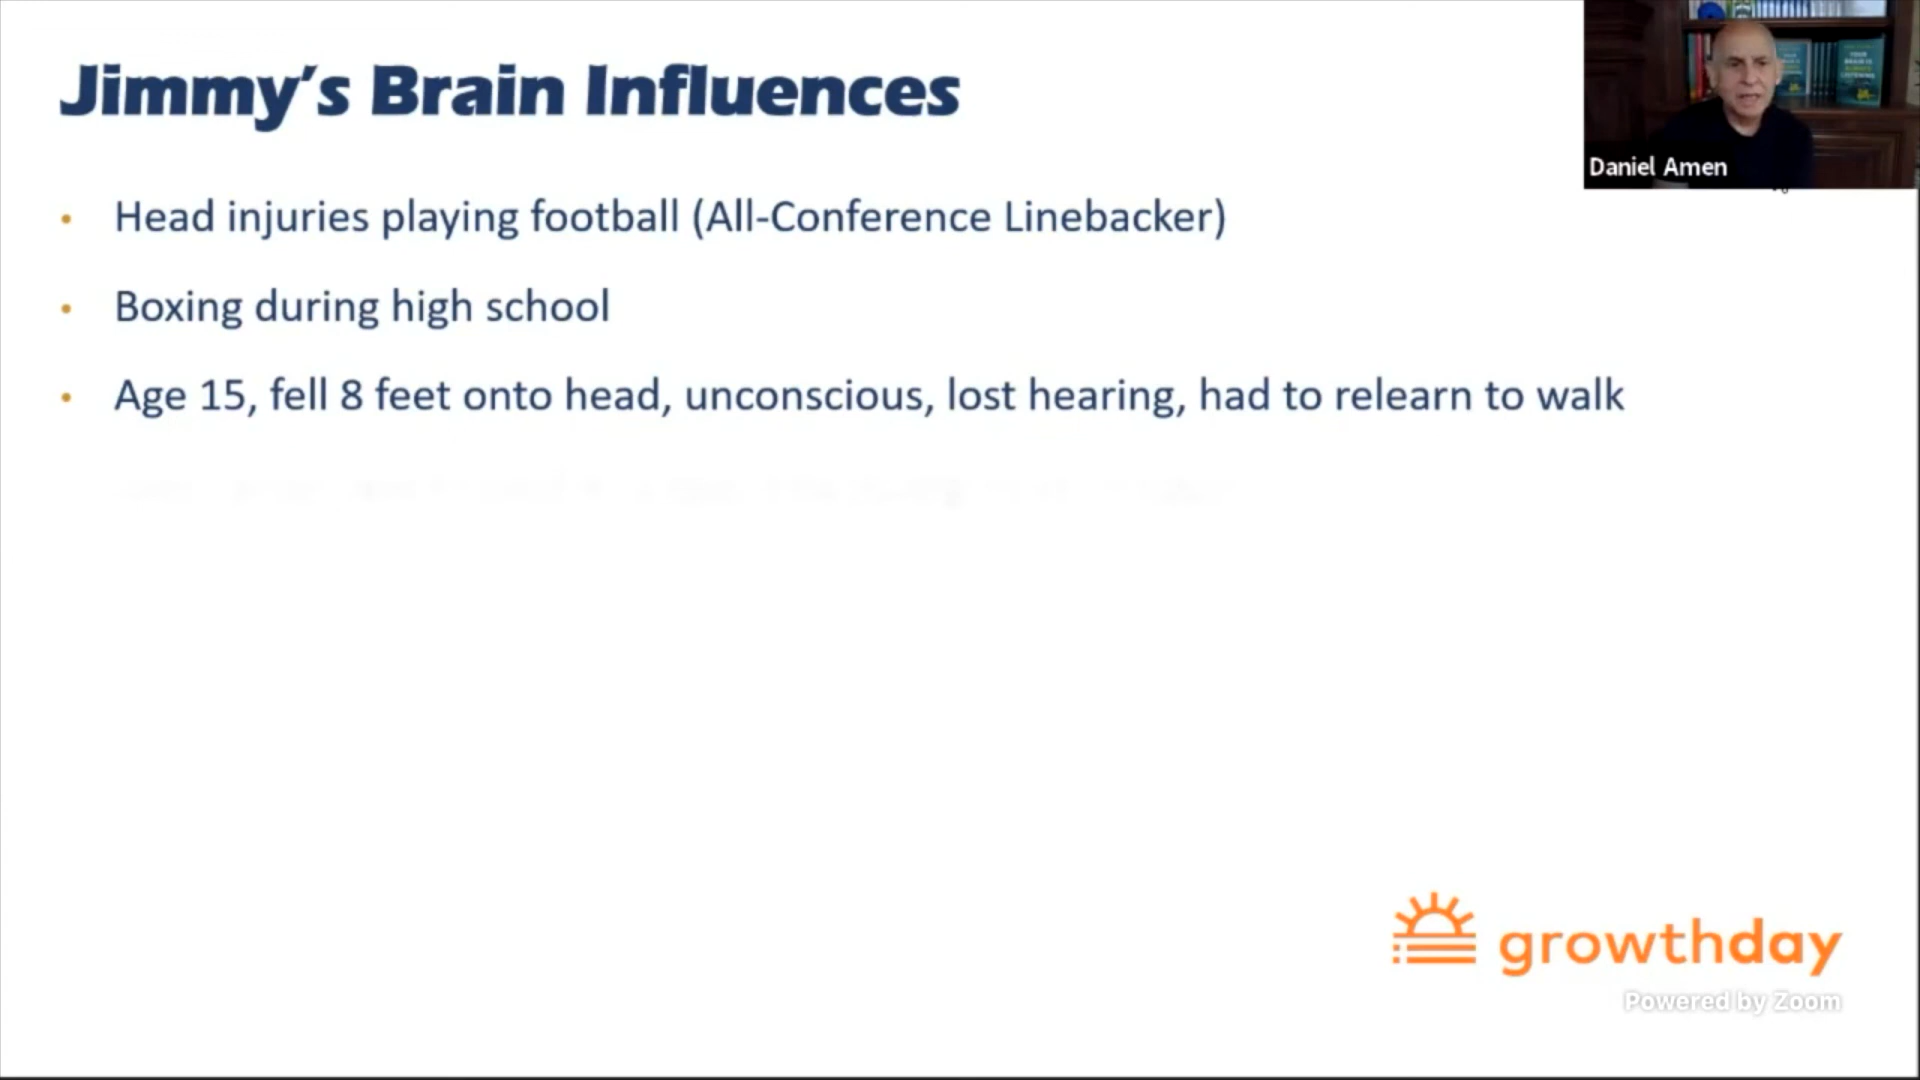 Jimmy's Brain Influences
Daniel Amen
• Head injuries playing football (All-Conference Linebacker)
• Boxing during high school
• Age 15, fell 8 feet onto head, unconscious, lost hearing, had to relearn to walk
growthday
Powered by Zoom